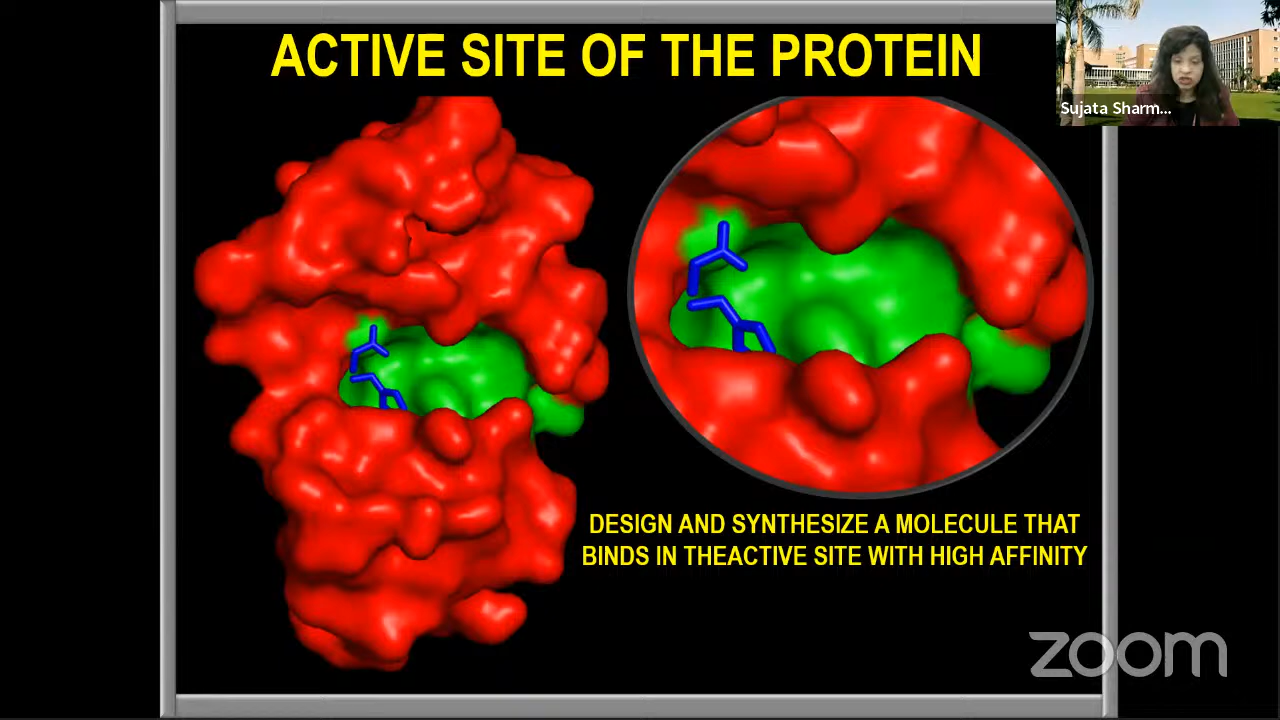 ACTIVE SITE OF THE PROTEIN
Sujata Sharm...
DESIGN AND SYNTHESIZE A MOLECULE THAT
BINDS IN THEACTIVE SITE WITH HIGH AFFINITY
zoom